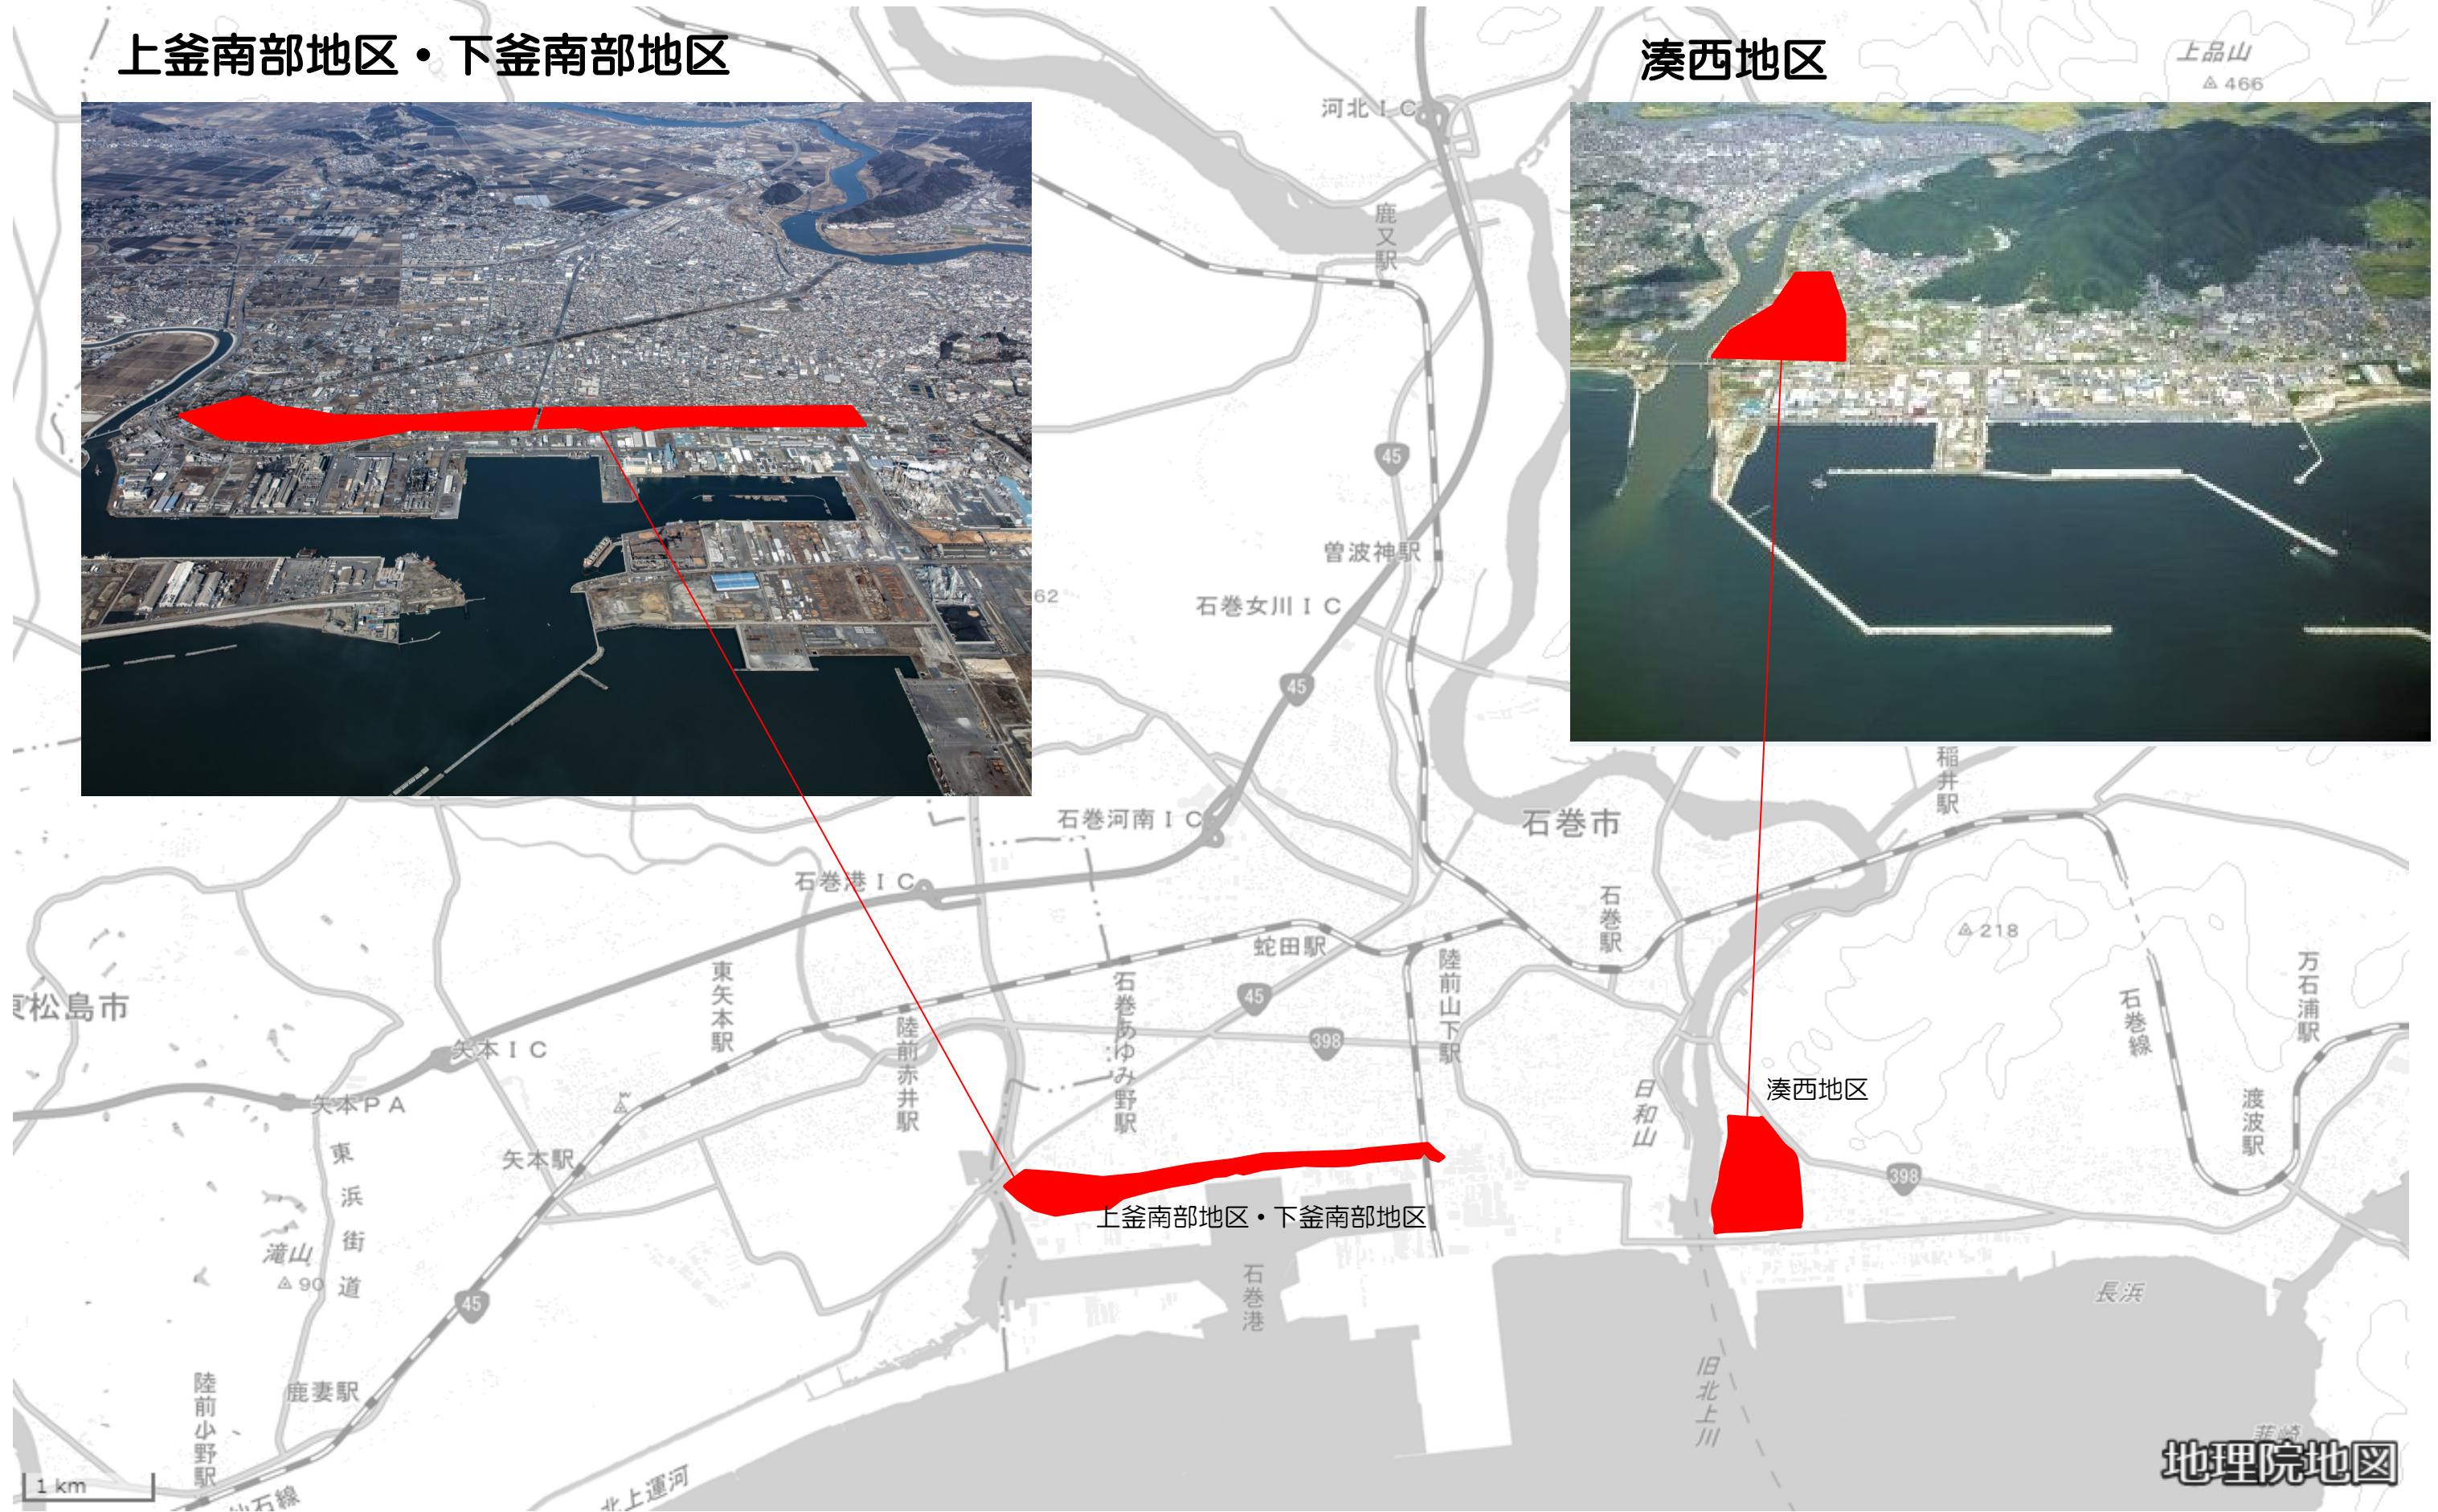 上釜南部地区・下釜南部地区
湊西地区
上品山
466
河北IC
鹿又駅
45
曽波神駅
62
石巻女川IC
45
稲井駅
石巻河南IC
石巻市
石巻港IC
石巻駅
218
蛇田駅
陸前山下駅
万石浦駅
東矢本駅
石巻あゆみ野駅
45
石巻線
松島市
陸前赤井駅
398
矢本IC
湊西地区
日和山
渡波駅
矢本PA
東浜街道
矢本駅
398
上釜南部地区・下釜南部地区
滝山
90
石巻港
長浜
45
旧北上川
陸前小野駅
鹿妻駅
地理院地図
1 km
仙石線
北上運河